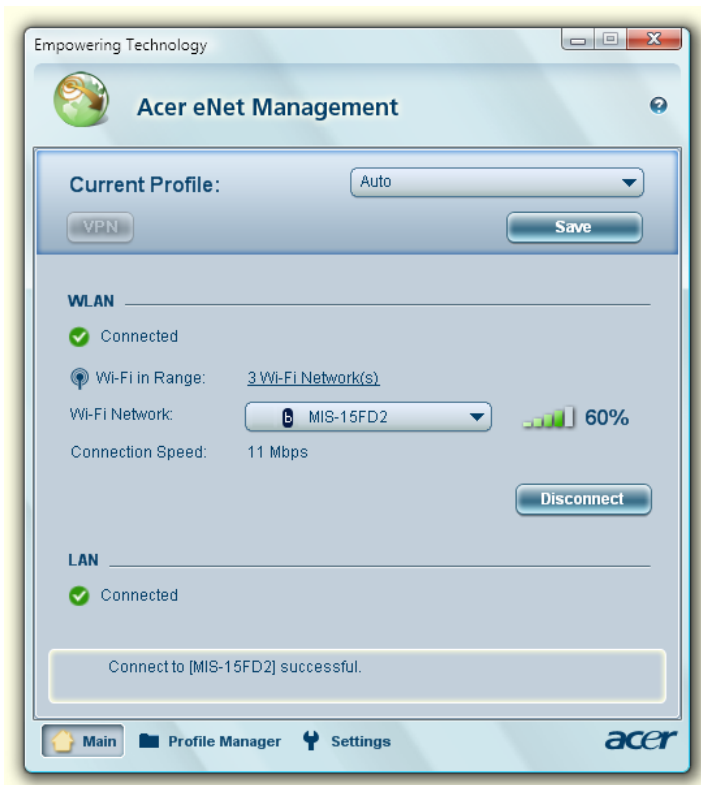 Empowering Technology
Acer eNet Management
?
Current Profile:
Auto
VPN
Save
WLAN
Connected
Wi-Fi in Range:
3 Wi-Fi Network(s)
Wi-Fi Network:
b MIS-15FD2
60%
Connection Speed:
11 Mbps
Disconnect
LAN
Connected
Connect to [MIS-15FD2] successful.
Main
Profile Manager
Settings
acer